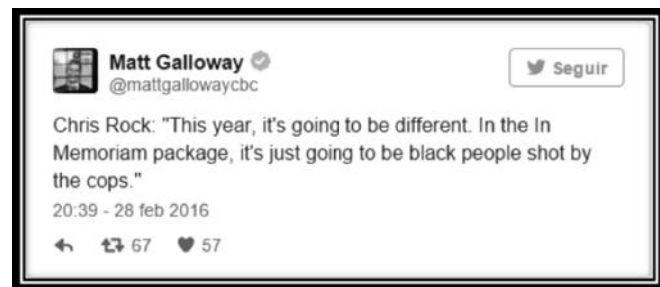 Matt Galloway
@mattgallowaycbc
Seguir
Chris Rock: "This year, it's going to be different. In the In
Memoriam package, it's just going to be black people shot by
the cops."
20:39 - 28 feb 2016
67 57